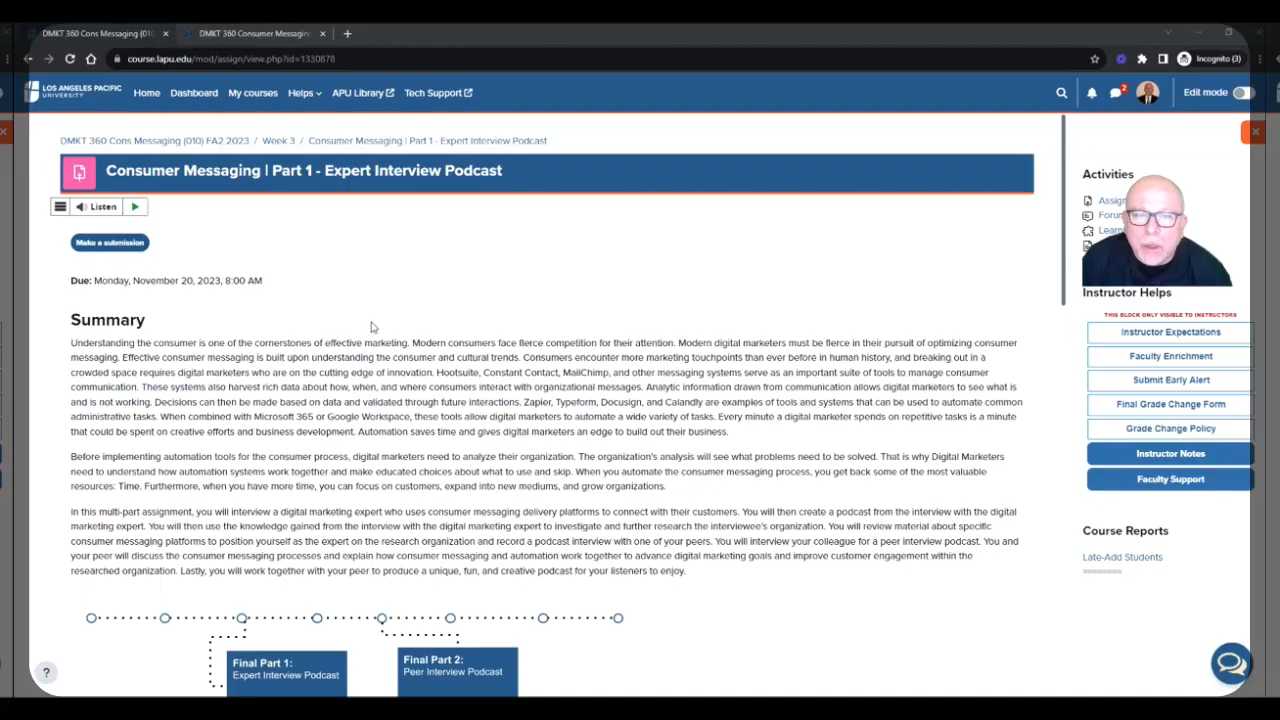 DMKT 360 Cons Messaging (010)
DMKT 360 Consumer Messagin
course.lapu.edu/mod/assign/view.php?id=1330878
Incognito (3)
LOS ANGELES PACIFIC
UNIVERSITY
Home Dashboard My courses Helps APU Library Tech Support
2
Edit mode
DMKT 360 Cons Messaging (010) FA2 2023 / Week 3 / Consumer Messaging | Part 1 - Expert Interview Podcast
Consumer Messaging | Part 1 - Expert Interview Podcast
Listen
Make a submission
Due: Monday, November 20, 2023, 8:00 AM
Summary
Understanding the consumer is one of the cornerstones of effective marketing. Modern consumers face fierce competition for their attention. Modern digital marketers must be fierce in their pursuit of optimizing consumer
messaging. Effective consumer messaging is built upon understanding the consumer and cultural trends. Consumers encounter more marketing touchpoints than ever before in human history, and breaking out in a
crowded space requires digital marketers who are on the cutting edge of innovation. Hootsuite, Constant Contact, MailChimp, and other messaging systems serve as an important suite of tools to manage consumer
communication. These systems also harvest rich data about how, when, and where consumers interact with organizational messages. Analytic information drawn from communication allows digital marketers to see what is
and is not working. Decisions can then be made based on data and validated through future interactions. Zapier, Typeform, Docusign, and Calandly are examples of tools and systems that can be used to automate common
administrative tasks. When combined with Microsoft 365 or Google Workspace, these tools allow digital marketers to automate a wide variety of tasks. Every minute a digital marketer spends on repetitive tasks is a minute
that could be spent on creative efforts and business development. Automation saves time and gives digital marketers an edge to build out their business.
Before implementing automation tools for the consumer process, digital marketers need to analyze their organization. The organization's analysis will see what problems need to be solved. That is why Digital Marketers
need to understand how automation systems work together and make educated choices about what to use and skip. When you automate the consumer messaging process, you get back some of the most valuable
resources: Time. Furthermore, when you have more time, you can focus on customers, expand into new mediums, and grow organizations.
In this multi-part assignment, you will interview a digital marketing expert who uses consumer messaging delivery platforms to connect with their customers. You will then create a podcast from the interview with the digital
marketing expert. You will then use the knowledge gained from the interview with the digital marketing expert to investigate and further research the interviewee's organization. You will review material about specific
consumer messaging platforms to position yourself as the expert on the research organization and record a podcast interview with one of your peers. You will interview your colleague for a peer interview podcast. You and
your peer will discuss the consumer messaging processes and explain how consumer messaging and automation work together to advance digital marketing goals and improve customer engagement within the
researched organization. Lastly, you will work together with your peer to produce a unique, fun, and creative podcast for your listeners to enjoy.
Final Part 1:
Expert Interview Podcast
Final Part 2:
Peer Interview Podcast
?
Activities
Assig
Foru
Learn
Instructor Helps
THIS BLOCK ONLY VISIBLE TO INSTRUCTORS
Instructor Expectations
Faculty Enrichment
Submit Early Alert
Final Grade Change Form
Grade Change Policy
Instructor Notes
Faculty Support
Course Reports
Late-Add Students